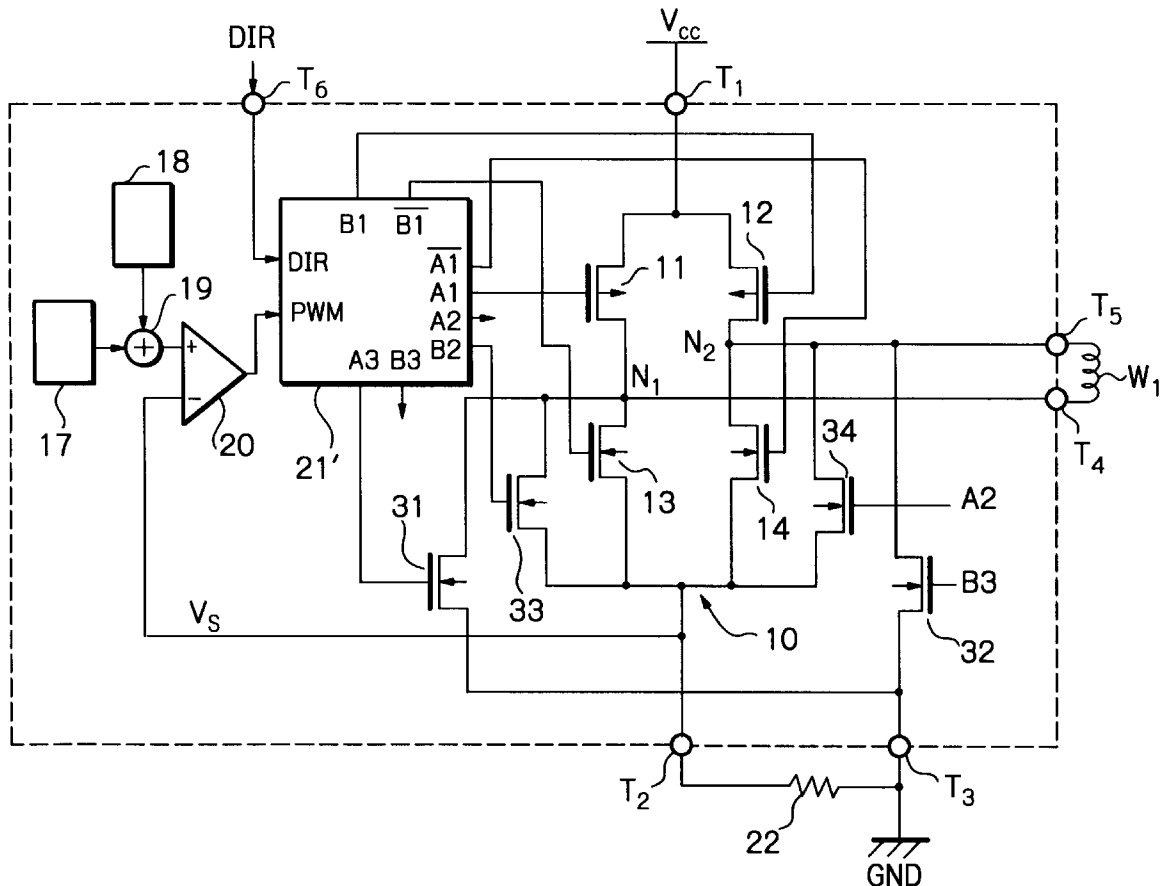 DIR
V_CC
T6
T1
18
B1
B1̅
12
DIR
A1̅
11
19
A1
PWM
A2
T5
B2
N2
A3
B3
N1
W1
17
20
21'
34
T4
13
14
A2
31
33
B3
V_S
10
32
T2
T3
22
GND